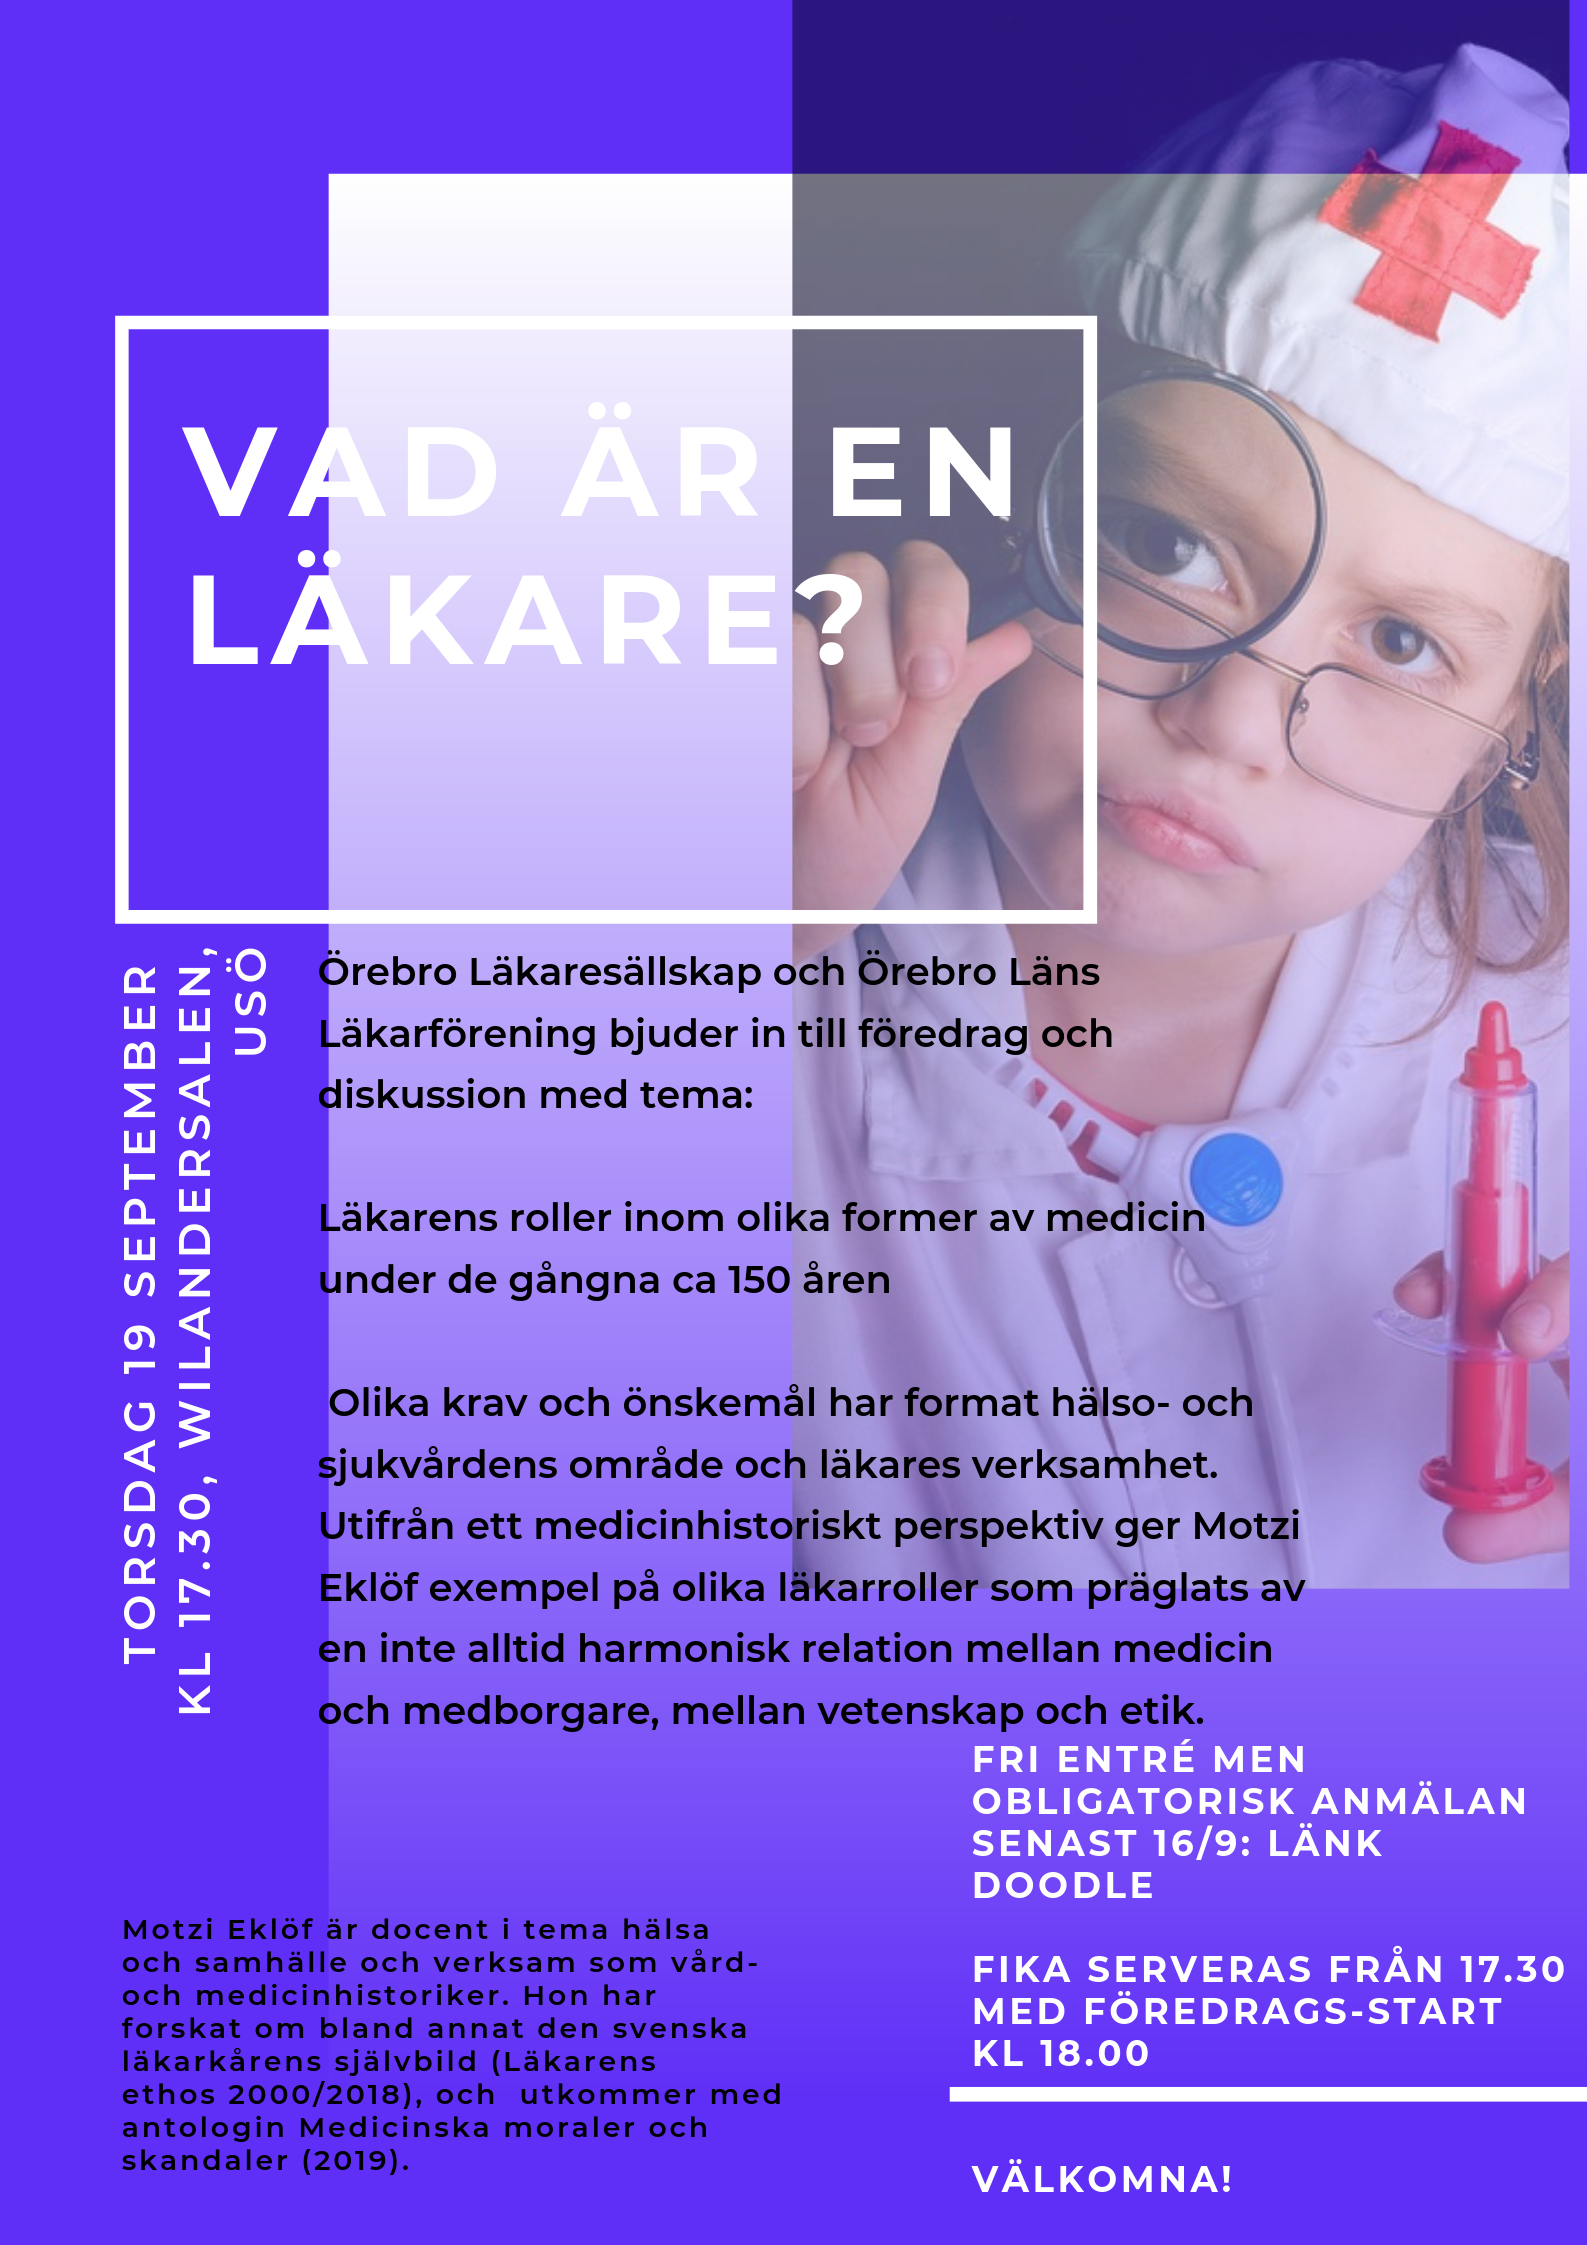 VAD ÄR EN
LÄKARE?
TORSDAG 19 SEPTEMBER
KL 17.30, WILANDERSALEN,
USÖ
Örebro Läkaresällskap och Örebro Läns
Läkarförening bjuder in till föredrag och
diskussion med tema:
Läkarens roller inom olika former av medicin
under de gångna ca 150 åren
Olika krav och önskemål har format hälso- och
sjukvårdens område och läkares verksamhet.
Utifrån ett medicinhistoriskt perspektiv ger Motzi
Eklöf exempel på olika läkarroller som präglats av
en inte alltid harmonisk relation mellan medicin
och medborgare, mellan vetenskap och etik.
FRI ENTRÉ MEN
OBLIGATORISK ANMÄLAN
SENAST 16/9: LÄNK
DOODLE
FIKA SERVERAS FRÅN 17.30
MED FÖREDRAGS-START
KL 18.00
VÄLKOMNA!
Motzi Eklöf är docent i tema hälsa
och samhälle och verksam som vård-
och medicinhistoriker. Hon har
forskat om bland annat den svenska
läkarkårens självbild (Läkarens
ethos 2000/2018), och  utkommer med
antologin Medicinska moraler och
skandaler (2019).